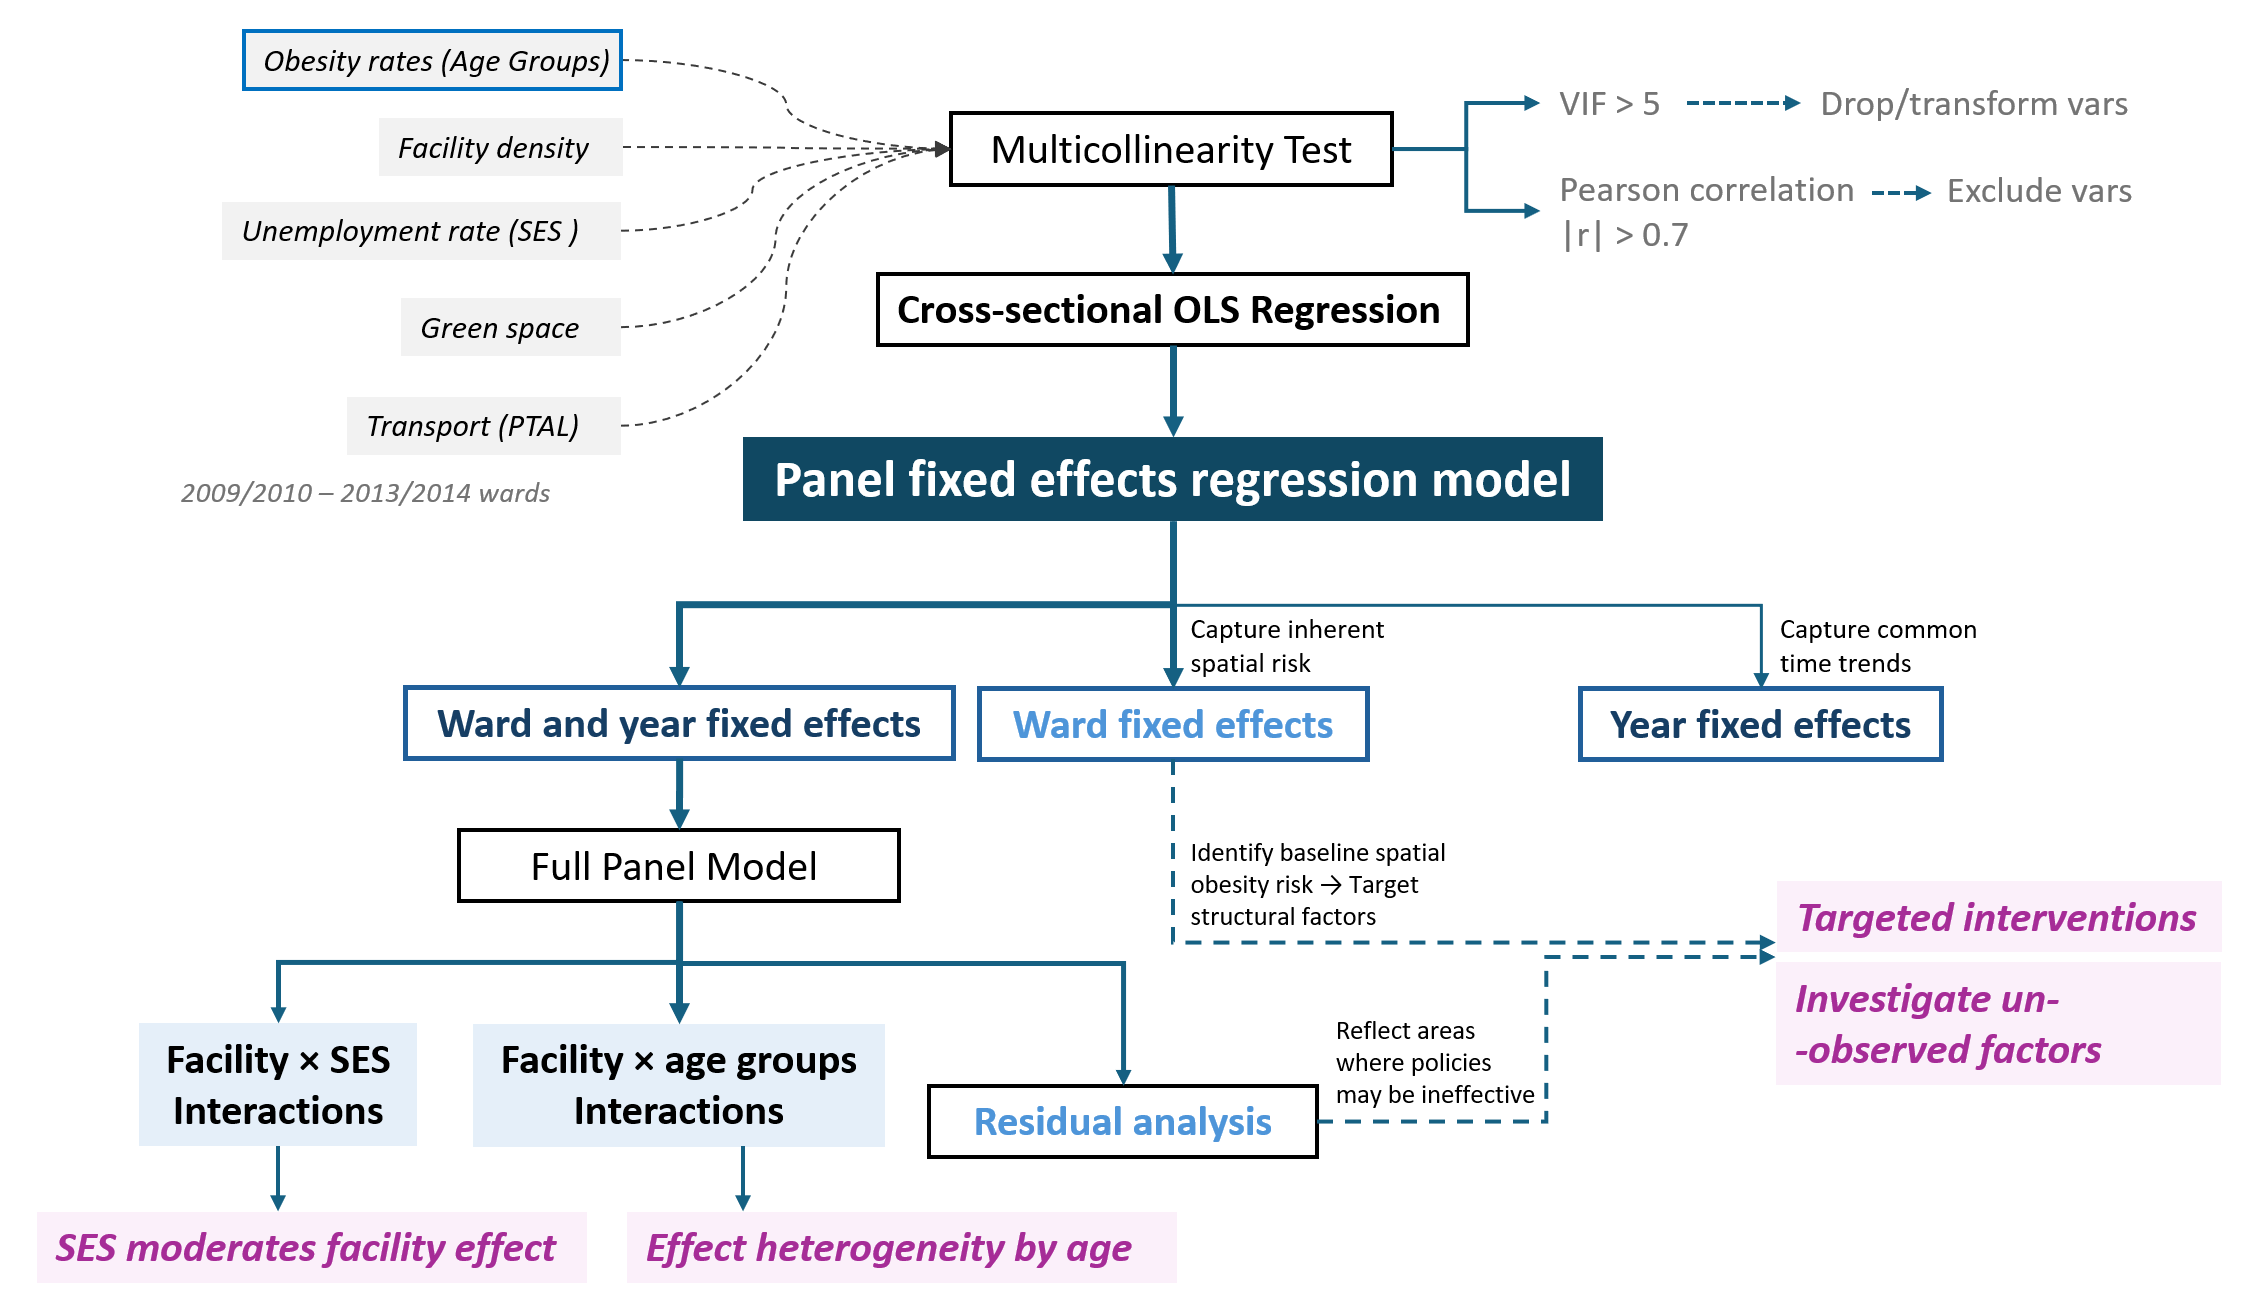 Obesity rates (Age Groups)
Facility density
Unemployment rate (SES )
Green space
Transport (PTAL)
2009/2010 – 2013/2014 wards
Multicollinearity Test
VIF > 5
Drop/transform vars
Pearson correlation
|r| > 0.7
Exclude vars
Cross-sectional OLS Regression
Panel fixed effects regression model
Capture inherent
spatial risk
Capture common
time trends
Ward and year fixed effects
Ward fixed effects
Year fixed effects
Full Panel Model
Identify baseline spatial
obesity risk → Target
structural factors
Targeted interventions
Investigate un-
-observed factors
Facility × SES
Interactions
Facility × age groups
Interactions
Reflect areas
where policies
may be ineffective
Residual analysis
SES moderates facility effect
Effect heterogeneity by age